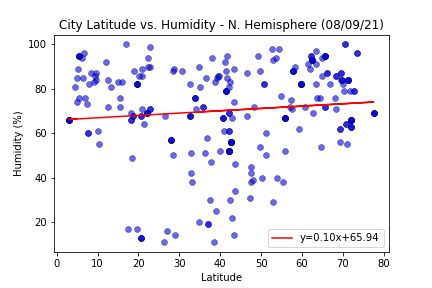 City Latitude vs. Humidity - N. Hemisphere (08/09/21)
100
80
60
40
20
Humidity (%)
y=0.10x+65.94
0 10 20 30 40 50 60 70 80
Latitude